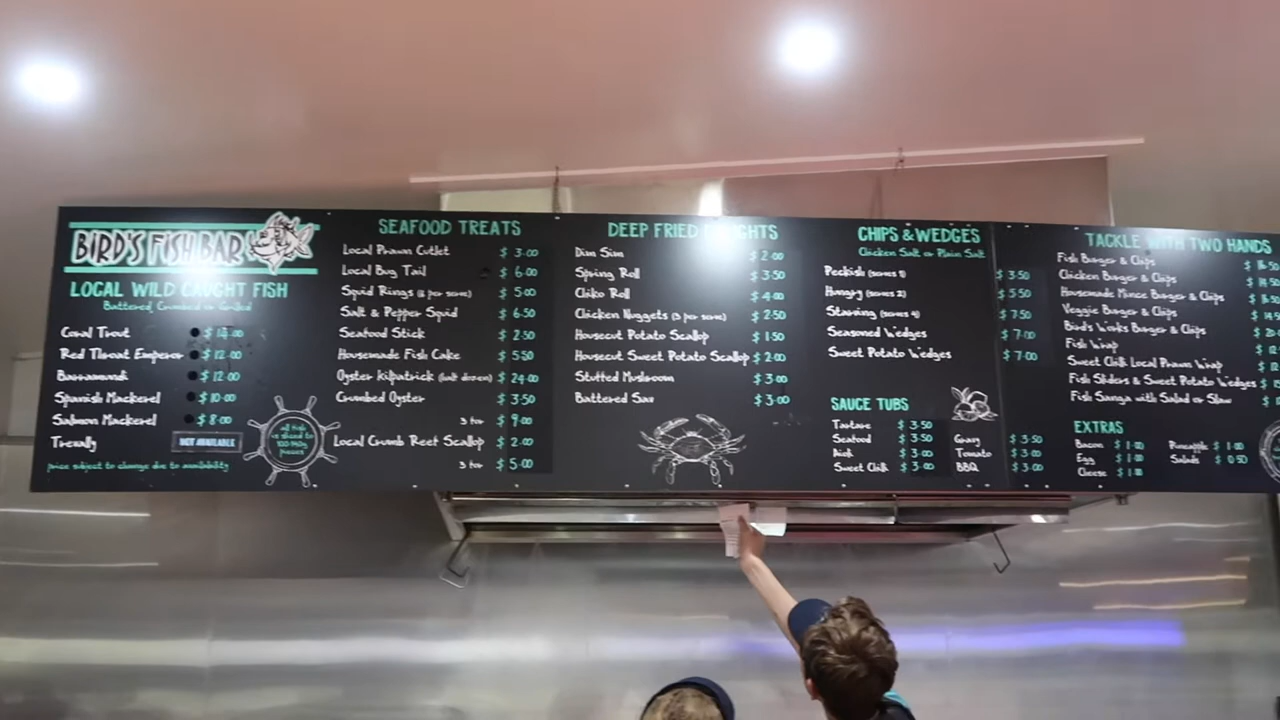 BIRD'S FISH BAR
LOCAL WILD CAUGHT FISH
Battered, Crumbed or Grilled
Coral Trout
Red Throat Emperor $ 12.00
Barramundi $ 12.00
Spanish Mackerel $ 10.00
Salmon Mackerel $ 8.00
Trevally NOT AVAILABLE
price subject to change due to availability
all fish is sliced to
pieces
SEAFOOD TREATS
Local Prawn Cutlet $ 3.00
Local Bug Tail $ 6.00
Squid Rings (6 per serve) $ 5.00
Salt & Pepper Squid $ 6.50
Seafood Stick $ 2.50
Housemade Fish Cake $ 5.50
Oyster Kilpatrick (half dozen) $ 24.00
Crumbed Oyster $ 3.50
3 for $ 9.00
Local Crumb Reef Scallop $ 2.00
3 for $ 5.00
DEEP FRIED
Dim Sim $ 2.00
Spring Roll $ 3.50
Chiko Roll $ 4.00
Chicken Nuggets (3 per serve) $ 2.50
Housecut Potato Scallop $ 1.50
Housecut Sweet Potato Scallop $ 2.00
Stuffed Mushroom $ 3.00
Battered Sav $ 3.00
CHIPS & WEDGE'S
Chicken Salt or Plain Salt
Peckish (serves 1) $ 3.50
Hungry (serves 2) $ 5.50
Starving (serves 4) $ 7.50
Seasoned Wedges $ 7.00
Sweet Potato Wedges $ 7.00
SAUCE TUBS
Tartare $ 3.50
Seafood $ 3.50
Aioli $ 3.00
Sweet Chilli $ 3.00
Gravy $ 3.50
Tomato $ 3.00
BBQ $ 3.00
TACKLE WITH TWO HANDS
Fish Burger & Chips
Chicken Burger & Chips
Housemade Mince Burger & Chips
Veggie Burger & Chips
Bird's Works Burger & Chips
Fish Wrap
Sweet Chilli Local Prawn Wrap
Fish Sliders & Sweet Potato Wedges
Fish Sanga with Salad or Slaw
EXTRAS
Bacon $ 1.00
Egg $ 1.00
Cheese $ 1.00
Pineapple $ 1.00
Salads $ 0.50